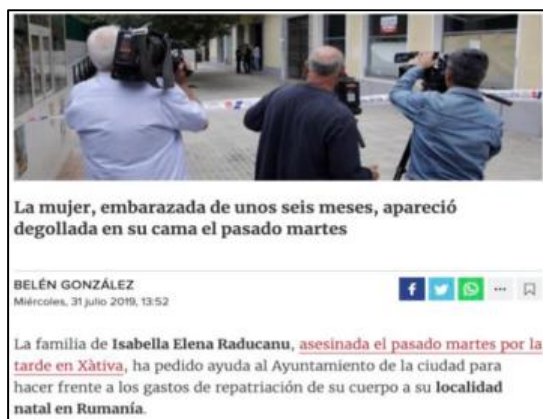 La mujer, embarazada de unos seis meses, apareció
degollada en su cama el pasado martes
BELÉN GONZÁLEZ
Miércoles, 31 julio 2019, 13:52
La familia de Isabella Elena Raducanu, asesinada el pasado martes por la
tarde en Xàtiva, ha pedido ayuda al Ayuntamiento de la ciudad para
hacer frente a los gastos de repatriación de su cuerpo a su localidad
natal en Rumanía.